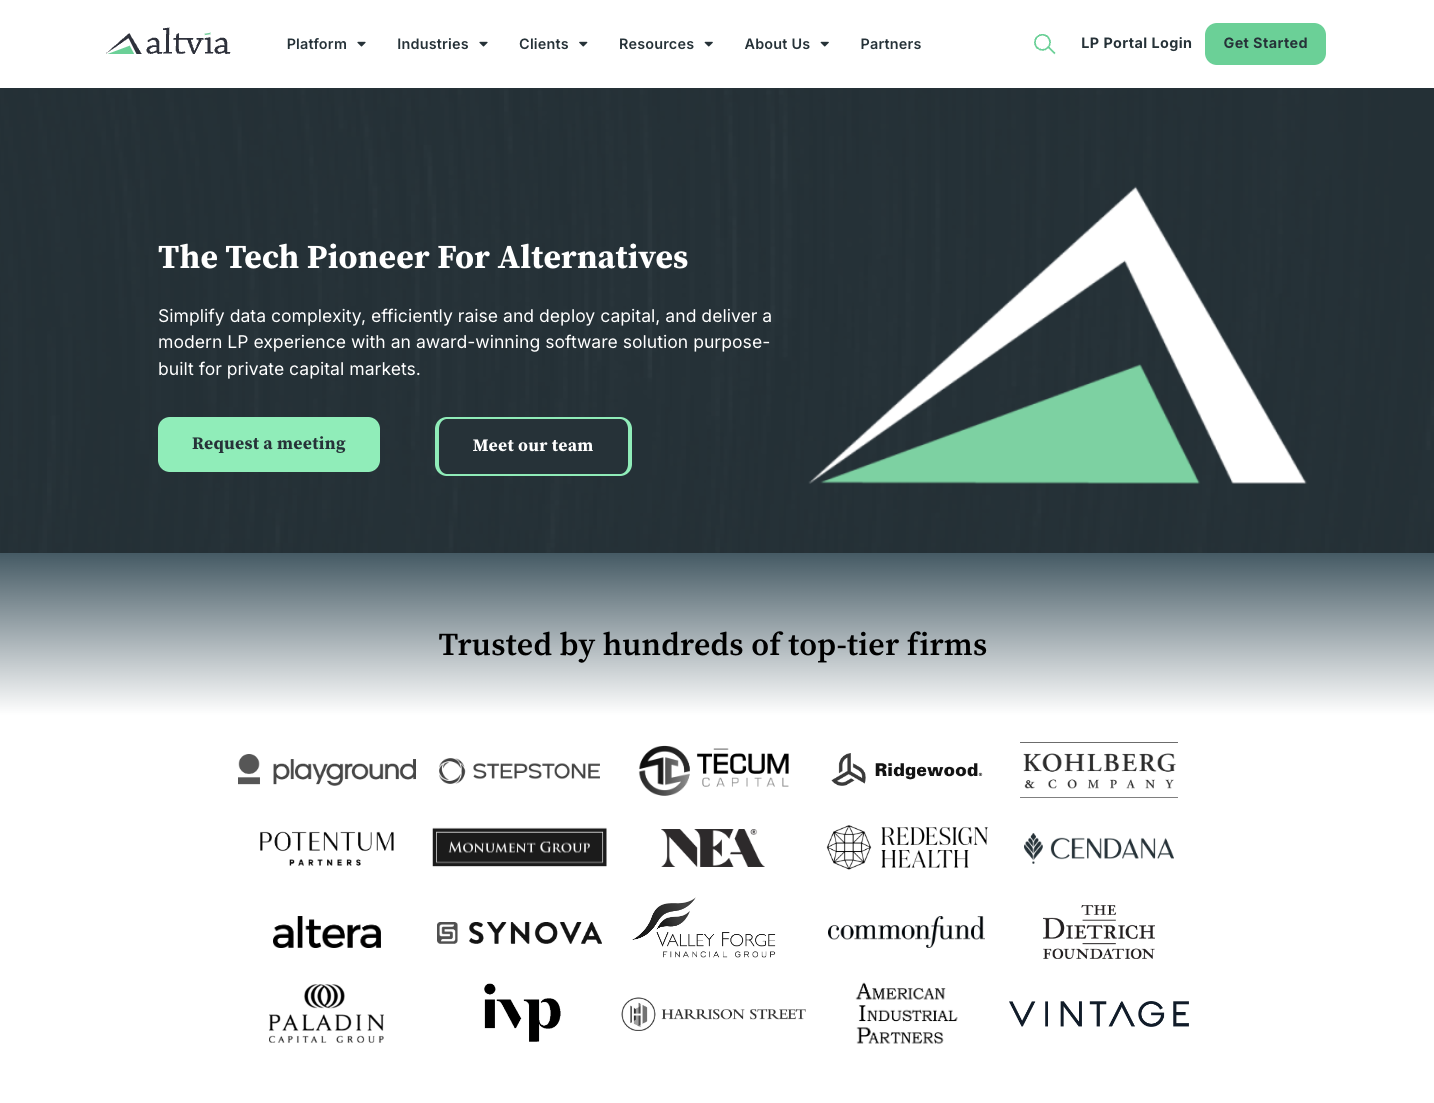 altvia
Platform
Industries
Clients
Resources
About Us
Partners
LP Portal Login
Get Started
The Tech Pioneer For Alternatives
Simplify data complexity, efficiently raise and deploy capital, and deliver a
modern LP experience with an award-winning software solution purpose-
built for private capital markets.
Request a meeting
Meet our team
Trusted by hundreds of top-tier firms
playground
STEPSTONE
TC
TĒCUM
CAPITAL
Ridgewood.
KOHLBERG
& COMPANY
POTENTUM
PARTNERS
MONUMENT GROUP
NEA®
REDESIGN
HEALTH
CENDANA
altera
SYNOVA
VALLEY FORGE
FINANCIAL GROUP
commonfund
THE
DIETRICH
FOUNDATION
PALADIN
CAPITAL GROUP
ivp
HARRISON STREET
AMERICAN
INDUSTRIAL
PARTNERS
VINTAGE